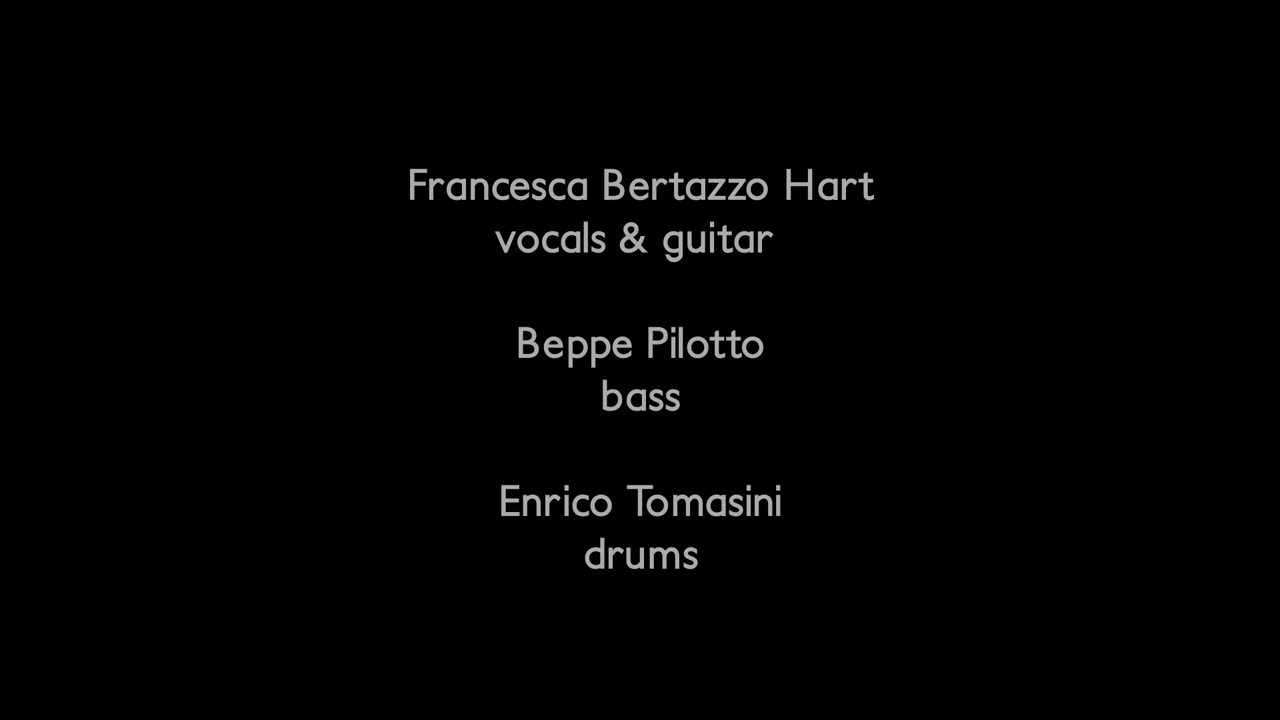 Francesca Bertazzo Hart
vocals & guitar
Beppe Pilotto
bass
Enrico Tomasini
drums